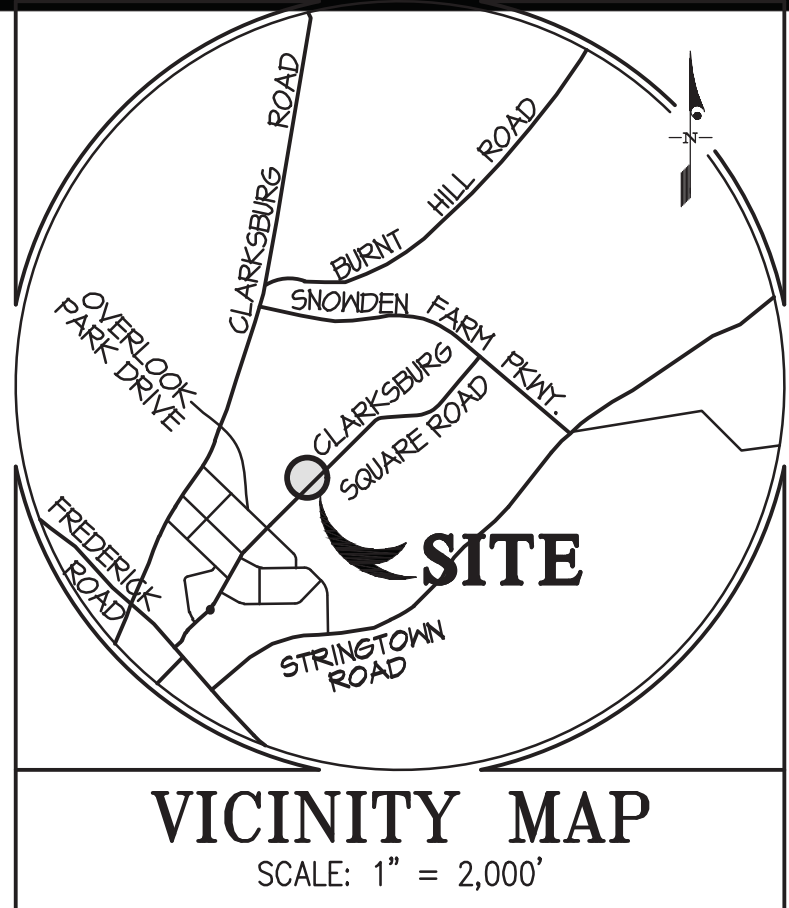 CLARKSBURG ROAD
BURNT HILL ROAD
N
SNOWDEN FARM PKWY.
OVERLOOK
PARK DRIVE
CLARKSBURG
SQUARE ROAD
FREDERICK
ROAD
SITE
STRINGTOWN
ROAD
VICINITY MAP
SCALE: 1" = 2,000'